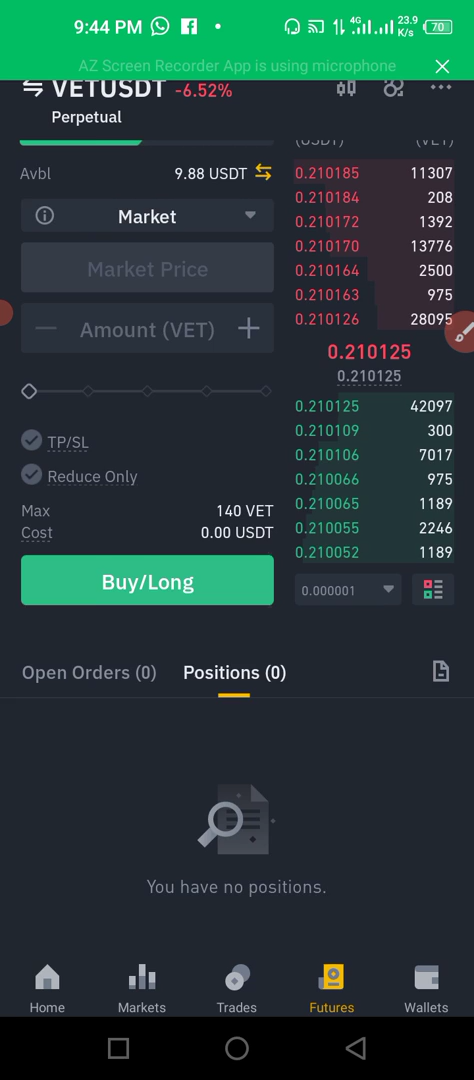 9:44 PM
4G
23.9 K/s
70
AZ Screen Recorder App is using microphone
VETUSDT -6.52%
Perpetual
(USDT) (VET)
Avbl 9.88 USDT
Market
Market Price
Amount (VET)
TP/SL
Reduce Only
Max 140 VET
Cost 0.00 USDT
Buy/Long
0.210185 11307
0.210184 208
0.210172 1392
0.210170 13776
0.210164 2500
0.210163 975
0.210126 28095
0.210125
0.210125
0.210125 42097
0.210109 300
0.210106 7017
0.210066 975
0.210065 1189
0.210055 2246
0.210052 1189
0.000001
Open Orders (0) Positions (0)
You have no positions.
Home Markets Trades Futures Wallets